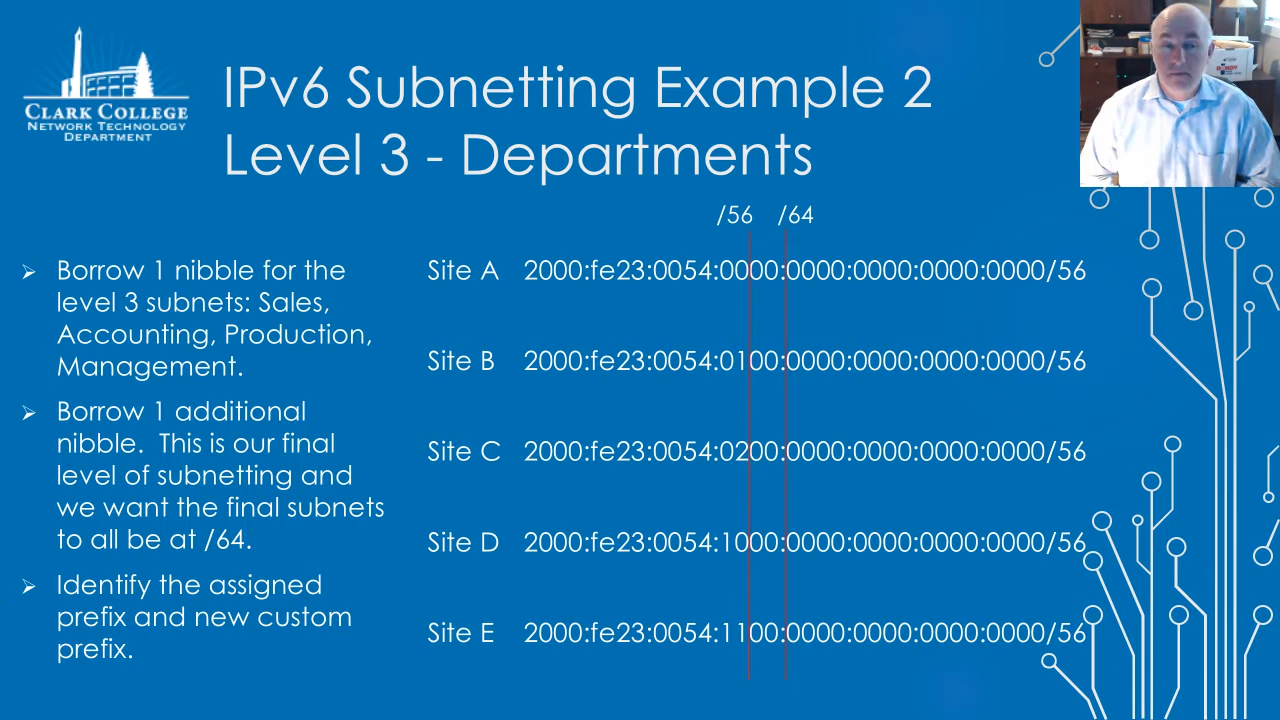 CLARK COLLEGE
NETWORK TECHNOLOGY
DEPARTMENT
IPv6 Subnetting Example 2
Level 3 - Departments
/56 /64
Borrow 1 nibble for the
level 3 subnets: Sales,
Accounting, Production,
Management.
Borrow 1 additional
nibble. This is our final
level of subnetting and
we want the final subnets
to all be at /64.
Identify the assigned
prefix and new custom
prefix.
Site A 2000:fe23:0054:0000:0000:0000:0000:0000/56
Site B 2000:fe23:0054:0100:0000:0000:0000:0000/56
Site C 2000:fe23:0054:0200:0000:0000:0000:0000/56
Site D 2000:fe23:0054:1000:0000:0000:0000:0000/56
Site E 2000:fe23:0054:1100:0000:0000:0000:0000/56